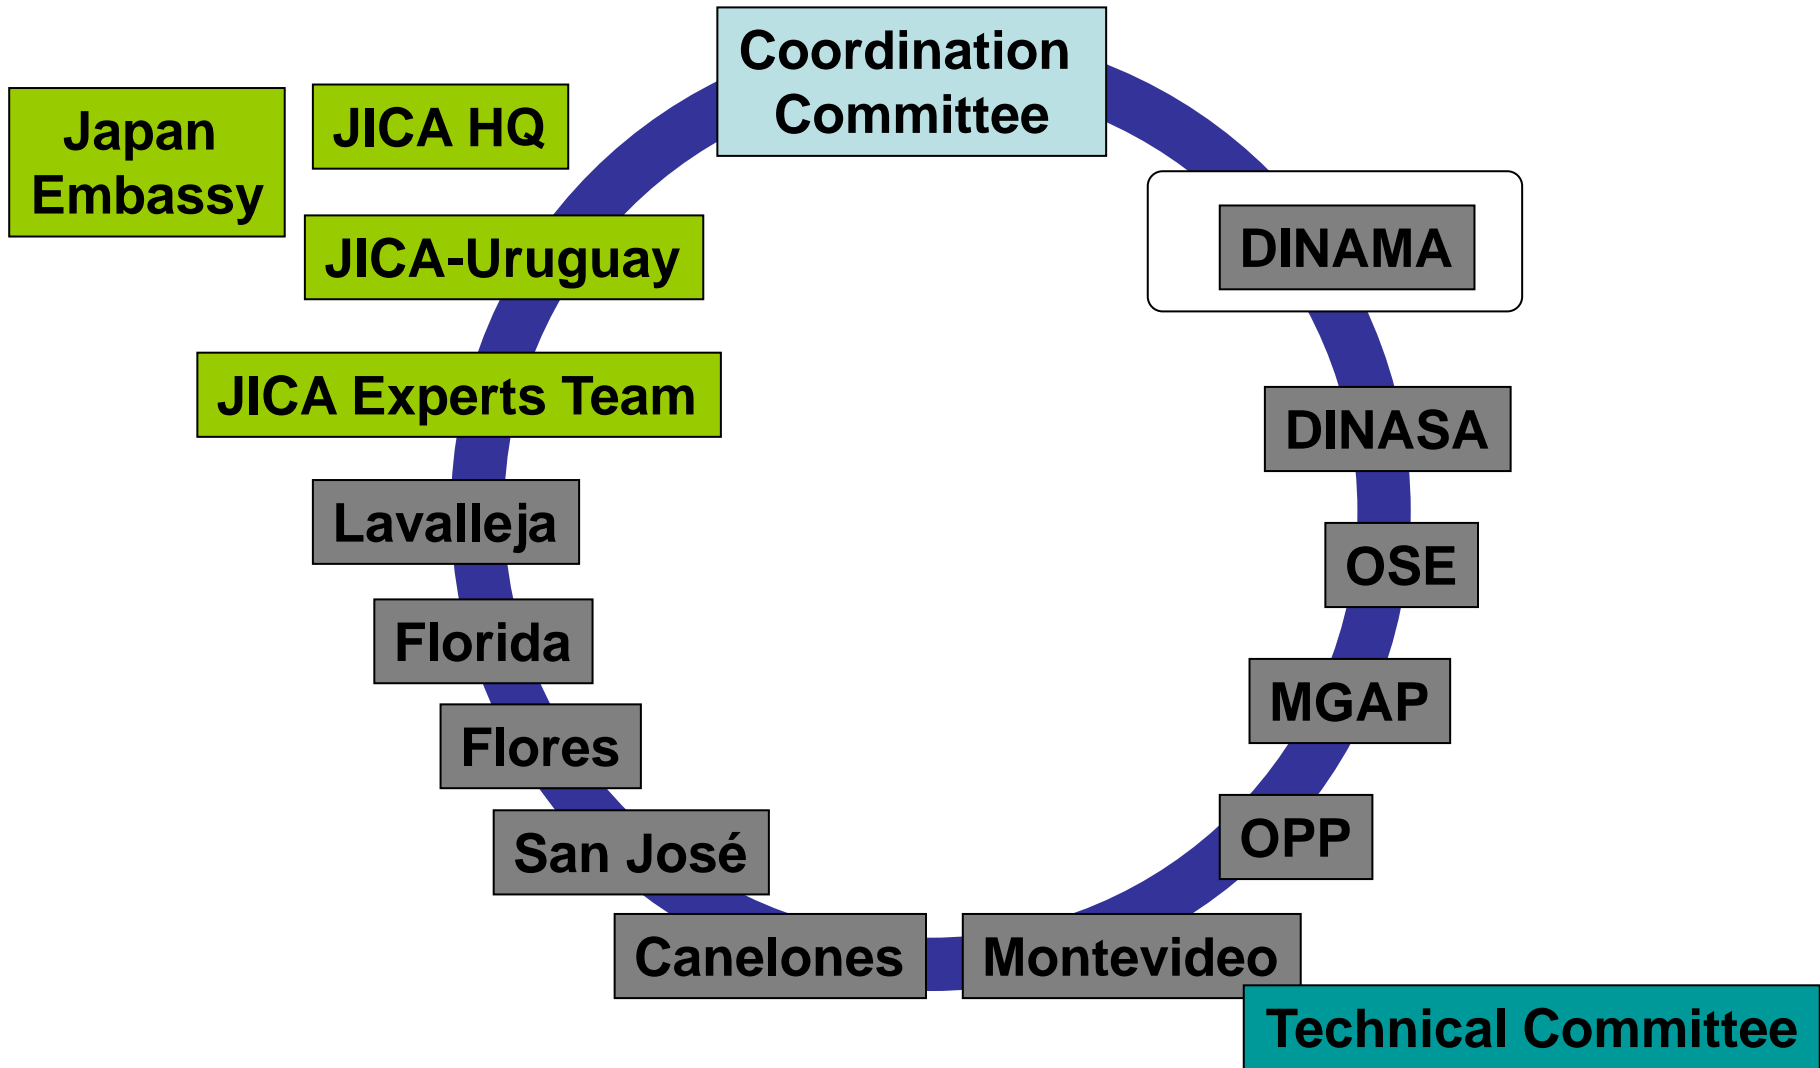 Coordination
Committee
Japan
Embassy
JICA HQ
JICA-Uruguay
DINAMA
JICA Experts Team
DINASA
Lavalleja
OSE
Florida
MGAP
Flores
OPP
San José
Canelones
Montevideo
Technical Committee